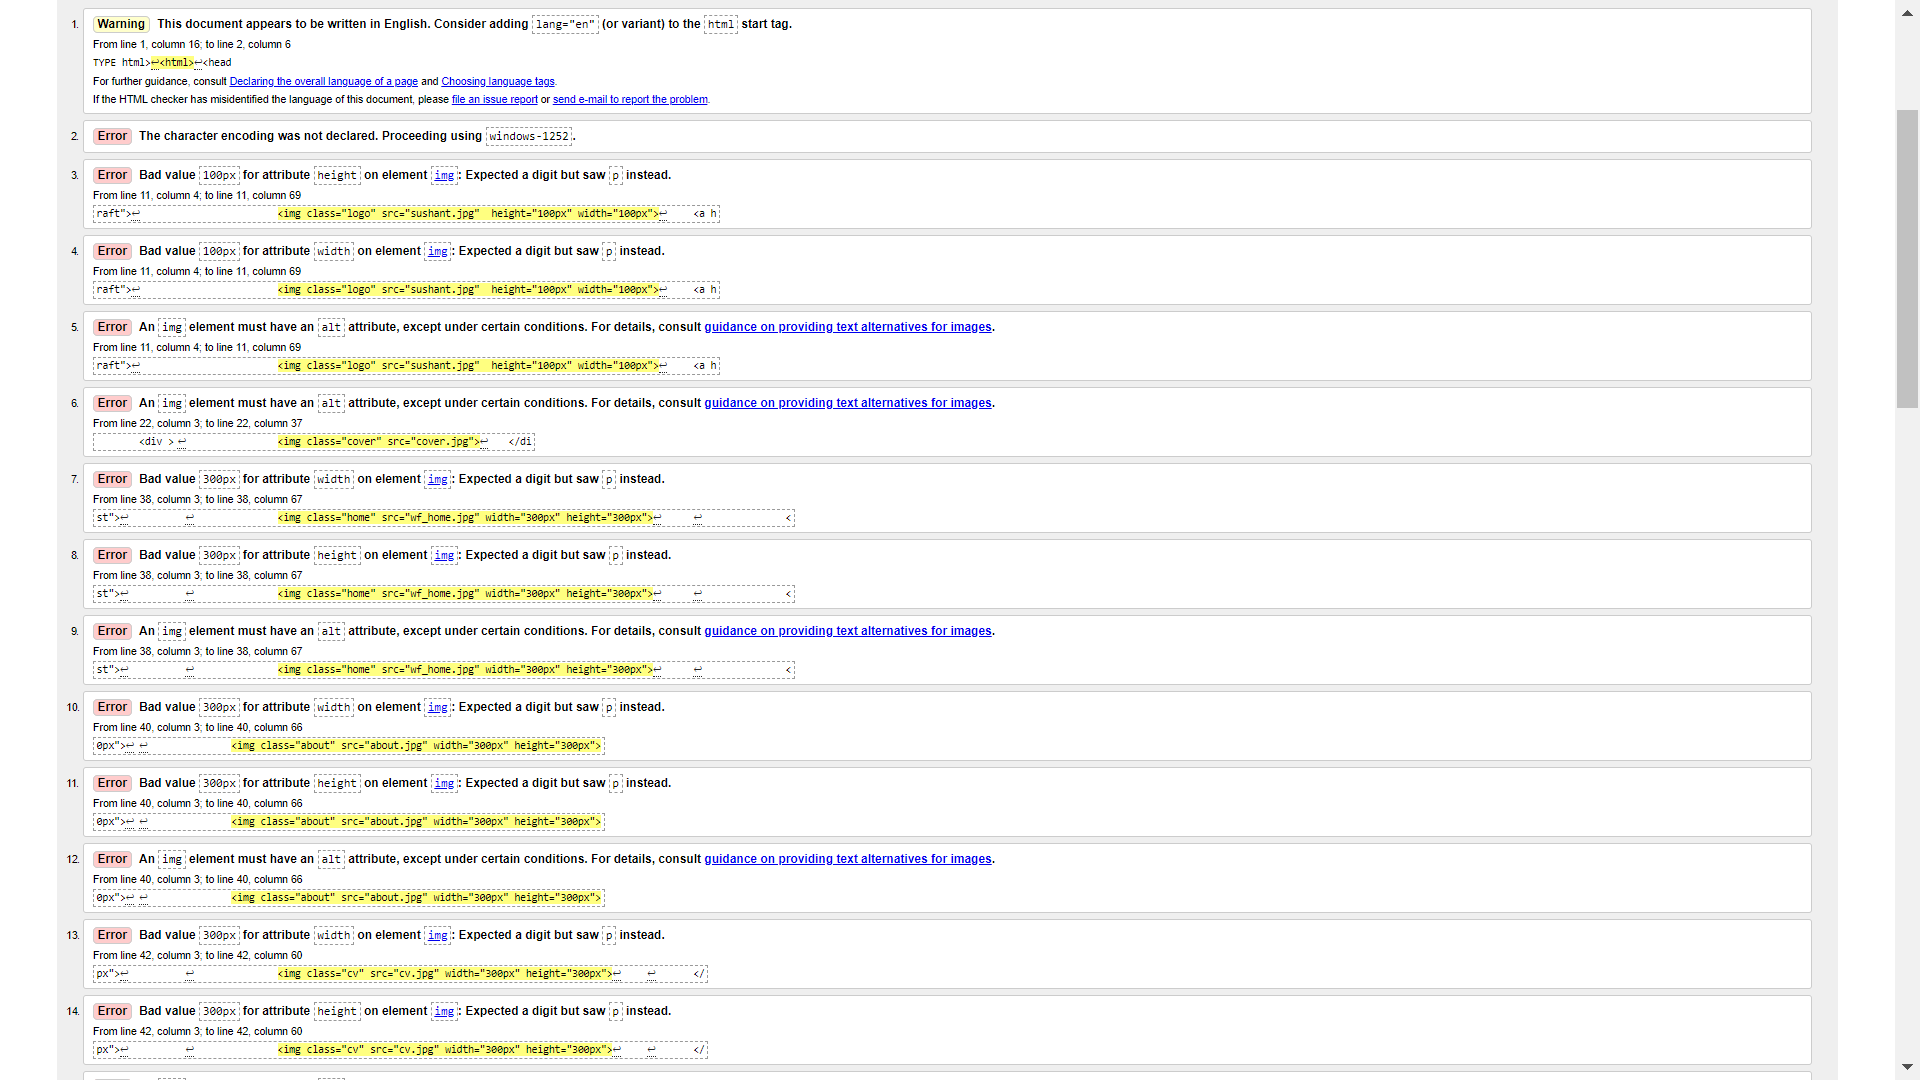 1. Warning This document appears to be written in English. Consider adding lang="en" (or variant) to the html start tag.
From line 1, column 16; to line 2, column 6
TYPE html>↩<html>↩<head
For further guidance, consult Declaring the overall language of a page and Choosing language tags.
If the HTML checker has misidentified the language of this document, please file an issue report or send e-mail to report the problem.
2. Error The character encoding was not declared. Proceeding using windows-1252.
3. Error Bad value 100px for attribute height on element img: Expected a digit but saw p instead.
From line 11, column 4; to line 11, column 69
raft">↩ <img class="logo" src="sushant.jpg"  height="100px" width="100px">↩ <a h
4. Error Bad value 100px for attribute width on element img: Expected a digit but saw p instead.
From line 11, column 4; to line 11, column 69
raft">↩ <img class="logo" src="sushant.jpg"  height="100px" width="100px">↩ <a h
5. Error An img element must have an alt attribute, except under certain conditions. For details, consult guidance on providing text alternatives for images.
From line 11, column 4; to line 11, column 69
raft">↩ <img class="logo" src="sushant.jpg"  height="100px" width="100px">↩ <a h
6. Error An img element must have an alt attribute, except under certain conditions. For details, consult guidance on providing text alternatives for images.
From line 22, column 3; to line 22, column 37
<div > ↩ <img class="cover" src="cover.jpg">↩ </di
7. Error Bad value 300px for attribute width on element img: Expected a digit but saw p instead.
From line 38, column 3; to line 38, column 67
st">↩ ↩ <img class="home" src="wf_home.jpg" width="300px" height="300px">↩ ↩ <
8. Error Bad value 300px for attribute height on element img: Expected a digit but saw p instead.
From line 38, column 3; to line 38, column 67
st">↩ ↩ <img class="home" src="wf_home.jpg" width="300px" height="300px">↩ ↩ <
9. Error An img element must have an alt attribute, except under certain conditions. For details, consult guidance on providing text alternatives for images.
From line 38, column 3; to line 38, column 67
st">↩ ↩ <img class="home" src="wf_home.jpg" width="300px" height="300px">↩ ↩ <
10. Error Bad value 300px for attribute width on element img: Expected a digit but saw p instead.
From line 40, column 3; to line 40, column 66
0px">↩ ↩ <img class="about" src="about.jpg" width="300px" height="300px">
11. Error Bad value 300px for attribute height on element img: Expected a digit but saw p instead.
From line 40, column 3; to line 40, column 66
0px">↩ ↩ <img class="about" src="about.jpg" width="300px" height="300px">
12. Error An img element must have an alt attribute, except under certain conditions. For details, consult guidance on providing text alternatives for images.
From line 40, column 3; to line 40, column 66
0px">↩ ↩ <img class="about" src="about.jpg" width="300px" height="300px">
13. Error Bad value 300px for attribute width on element img: Expected a digit but saw p instead.
From line 42, column 3; to line 42, column 60
px">↩ ↩ <img class="cv" src="cv.jpg" width="300px" height="300px">↩ ↩ </
14. Error Bad value 300px for attribute height on element img: Expected a digit but saw p instead.
From line 42, column 3; to line 42, column 60
px">↩ ↩ <img class="cv" src="cv.jpg" width="300px" height="300px">↩ ↩ </